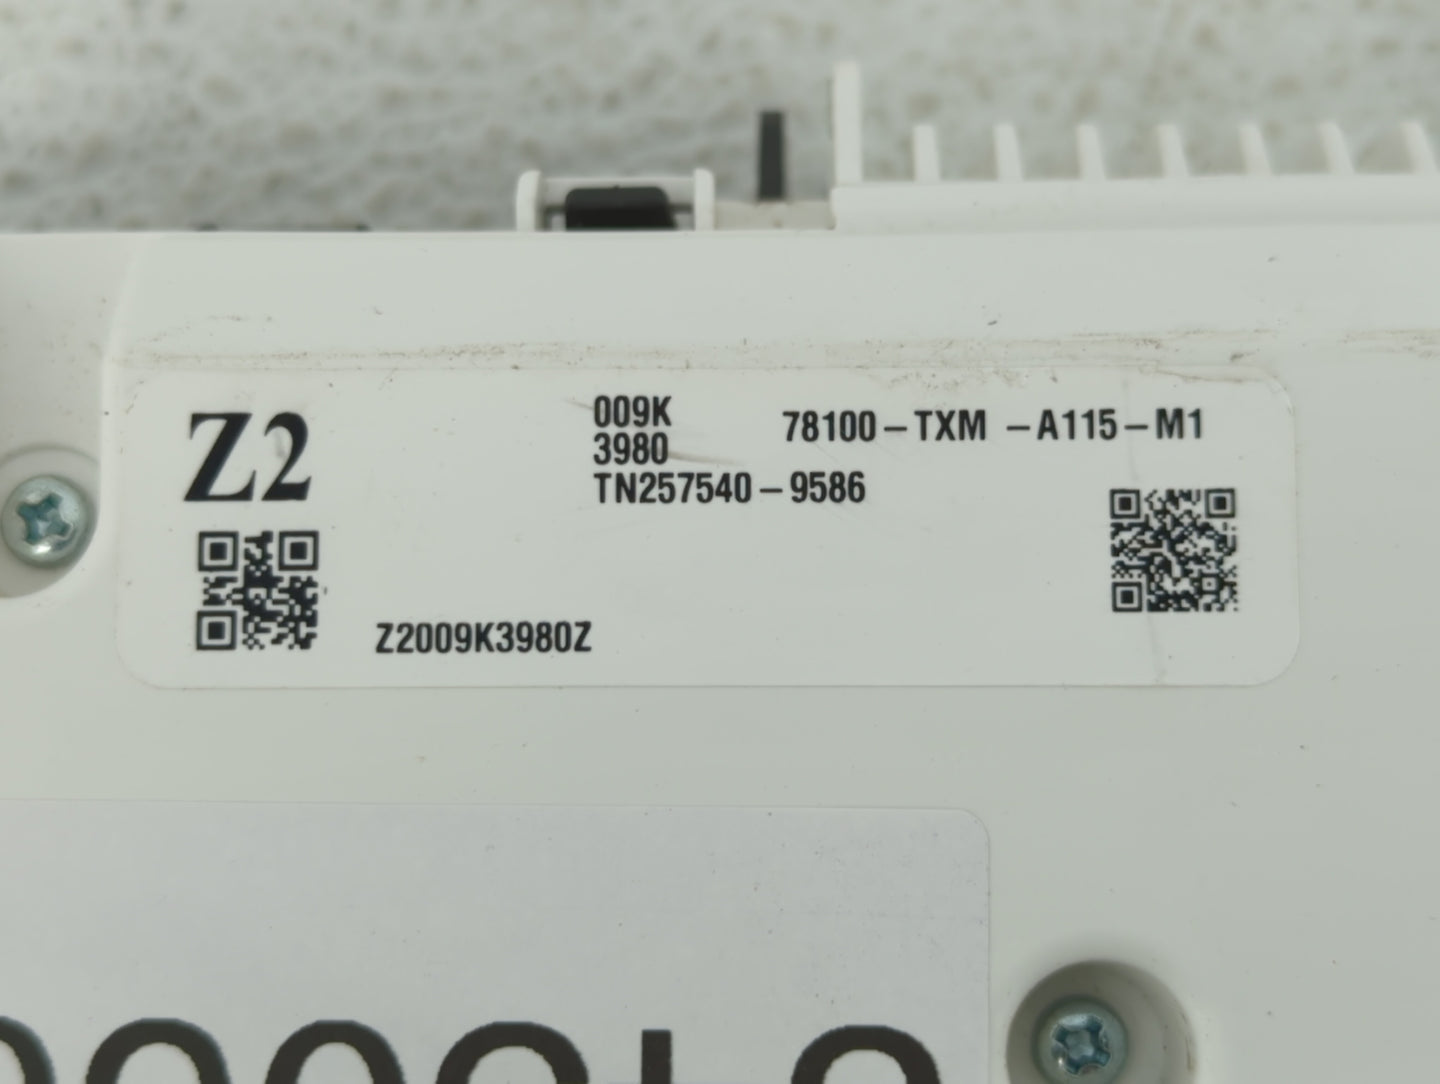 Z2
009K
3980
78100-TXM -A115-M1
TN257540-9586
Z2009K3980Z